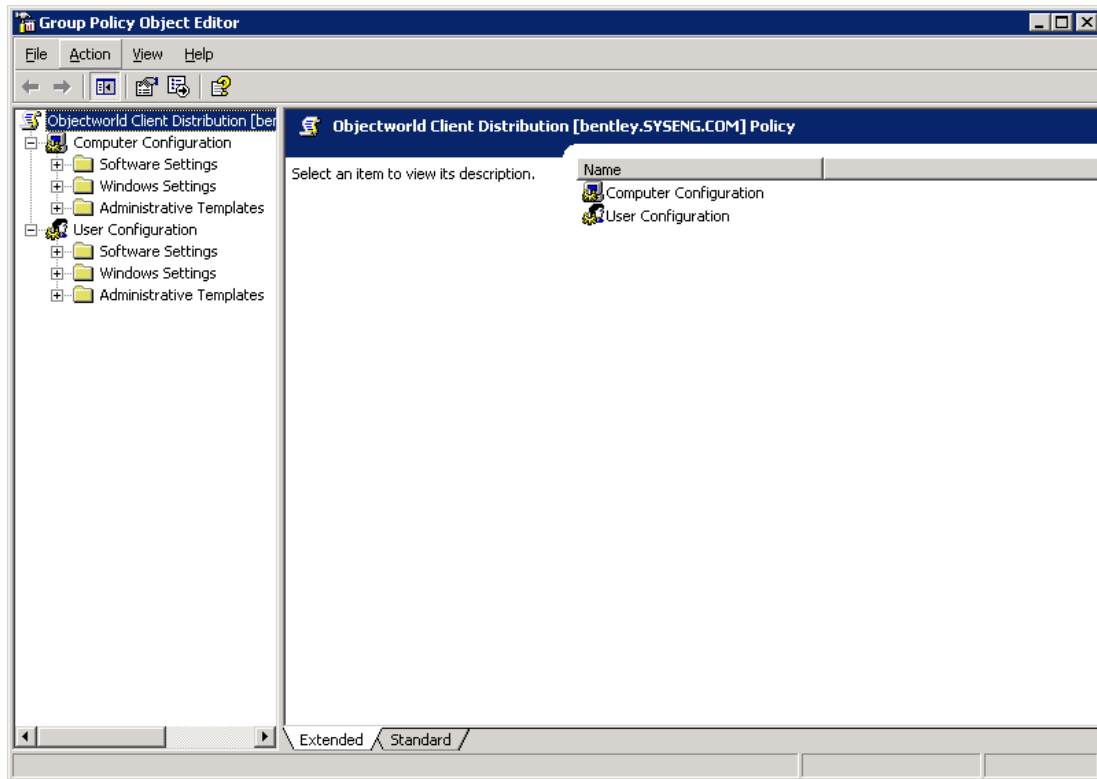 Group Policy Object Editor
File Action View Help
Objectworld Client Distribution [ber
Computer Configuration
Software Settings
Windows Settings
Administrative Templates
User Configuration
Software Settings
Windows Settings
Administrative Templates
Objectworld Client Distribution [bentley.SYSENG.COM] Policy
Select an item to view its description.
Name
Computer Configuration
User Configuration
Extended Standard